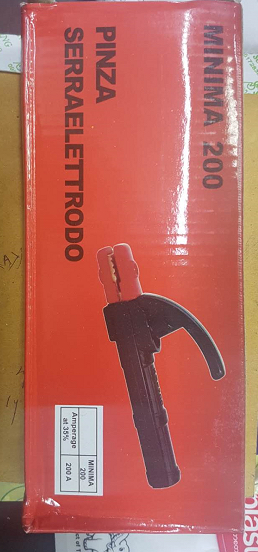 MINIMA 200
PINZA
SERRAELETTRODO
MINIMA
200
Amperage
at 35%
200 A